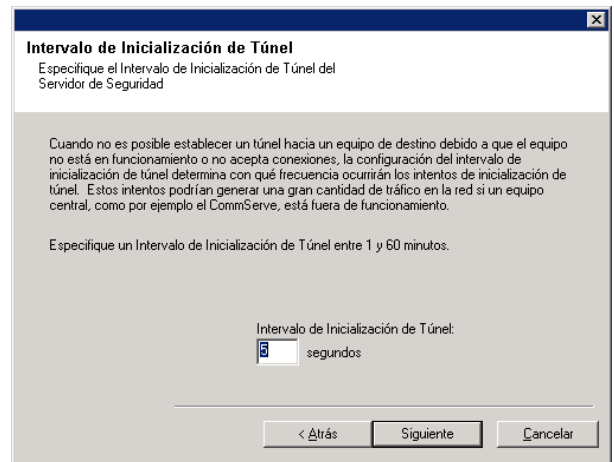 Intervalo de Inicialización de Túnel
Especifique el Intervalo de Inicialización de Túnel del
Servidor de Seguridad
Cuando no es posible establecer un túnel hacia un equipo de destino debido a que el equipo
no está en funcionamiento o no acepta conexiones, la configuración del intervalo de
inicialización de túnel determina con qué frecuencia ocurrirán los intentos de inicialización de
túnel. Estos intentos podrían generar una gran cantidad de tráfico en la red si un equipo
central, como por ejemplo el CommServe, está fuera de funcionamiento.
Especifique un Intervalo de Inicialización de Túnel entre 1 y 60 minutos.
Intervalo de Inicialización de Túnel:
5 segundos
< Atrás Siguiente Cancelar